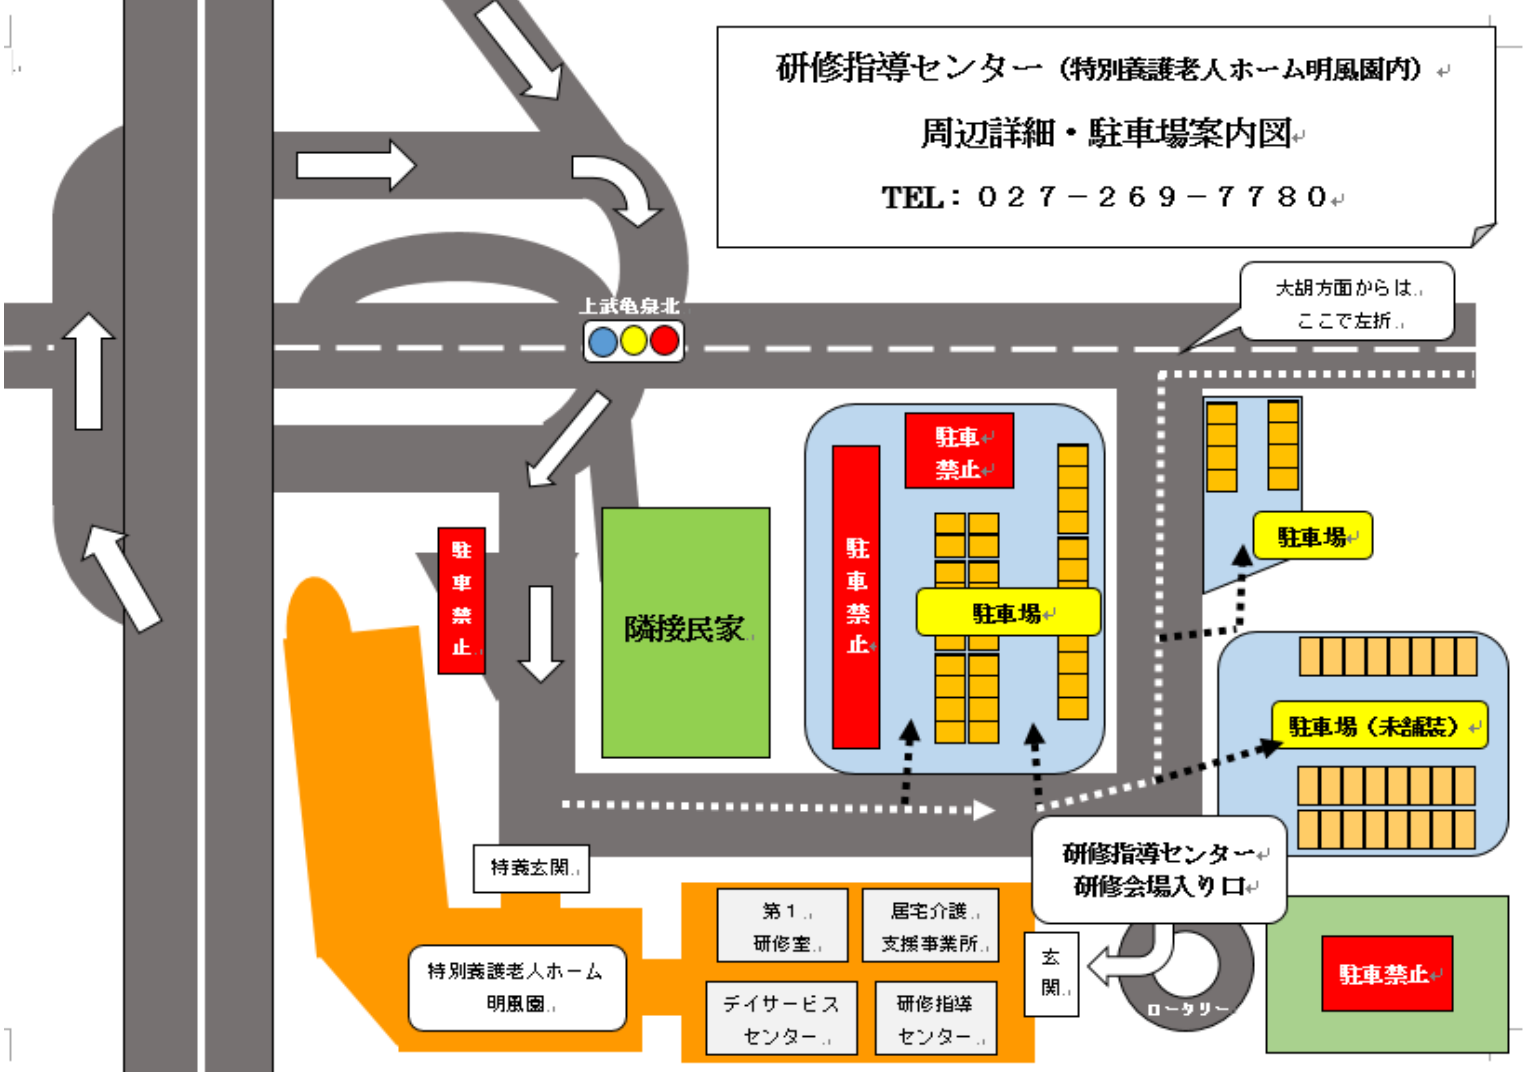 研修指導センター（特別養護老人ホーム明風園内）
周辺詳細・駐車場案内図
TEL：０２７－２６９－７７８０
大胡方面からは
ここで左折
上武亀泉北
駐車
禁止
駐車場
駐車禁止
駐車禁止
隣接民家
駐車場
駐車場（未舗装）
特養玄関
研修指導センター
研修会場入り口
第１
研修室
居宅介護
支援事業所
玄関
特別養護老人ホーム
明風園
デイサービス
センター
研修指導
センター
ロータリー
駐車禁止